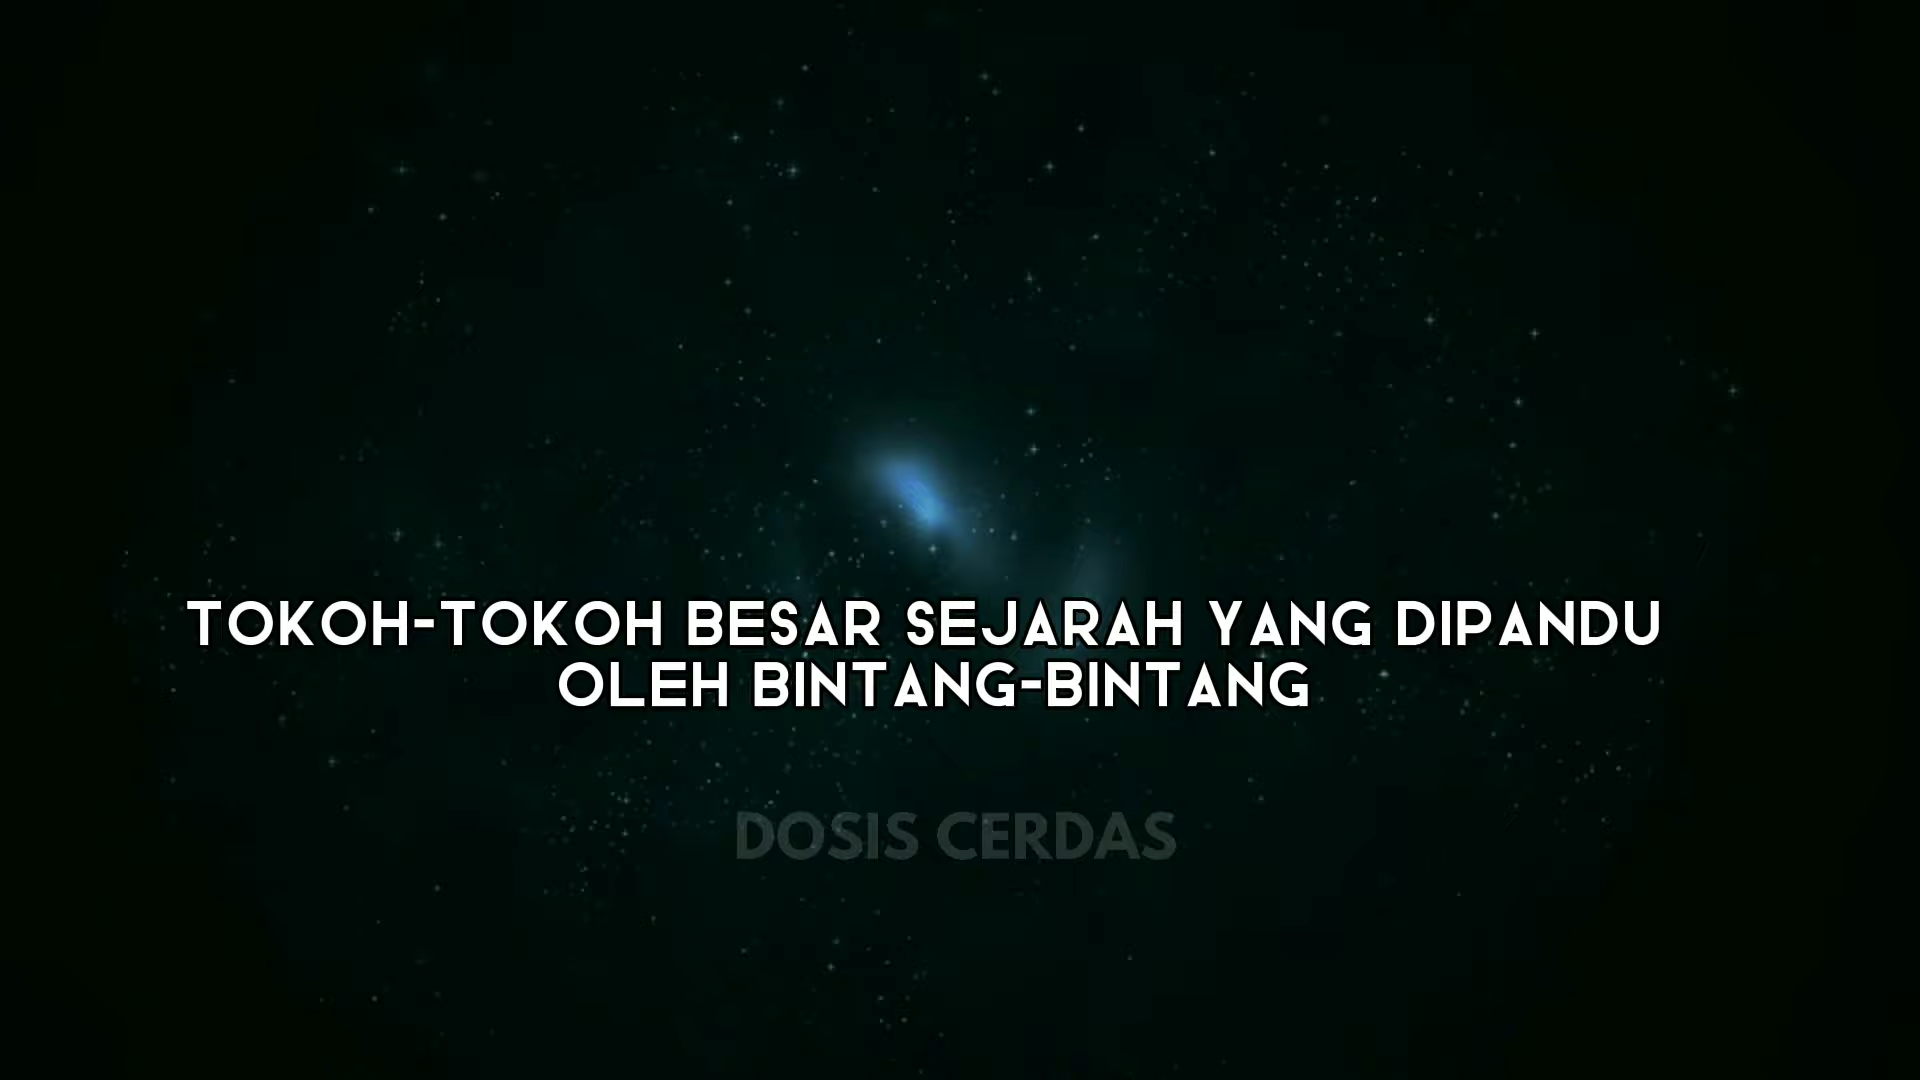 TOKOH-TOKOH BESAR SEJARAH YANG DIPANDU
OLEH BINTANG-BINTANG
DOSIS CERDAS